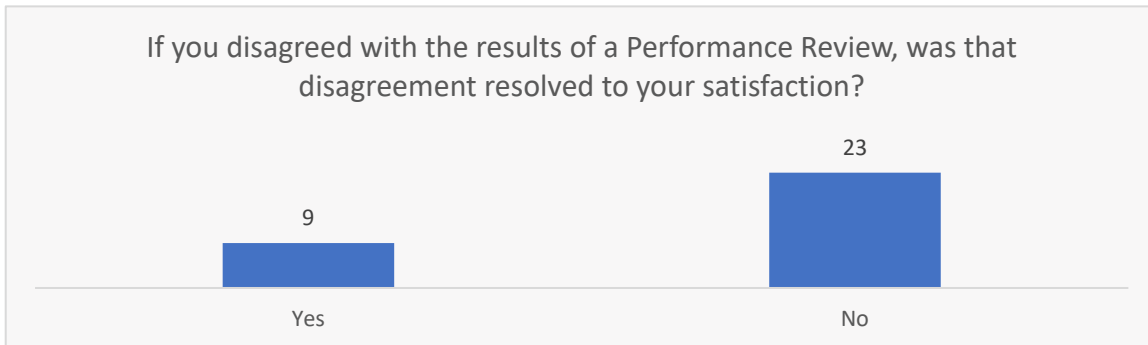 If you disagreed with the results of a Performance Review, was that
disagreement resolved to your satisfaction?
23
9
Yes
No